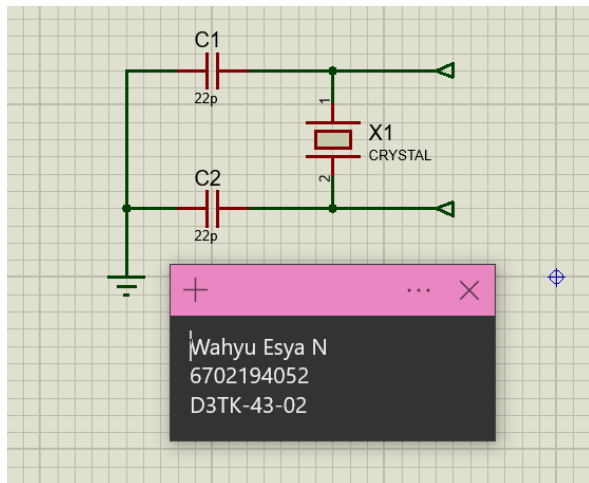 C1
22p
1
X1
CRYSTAL
2
C2
22p
Wahyu Esya N
6702194052
D3TK-43-02